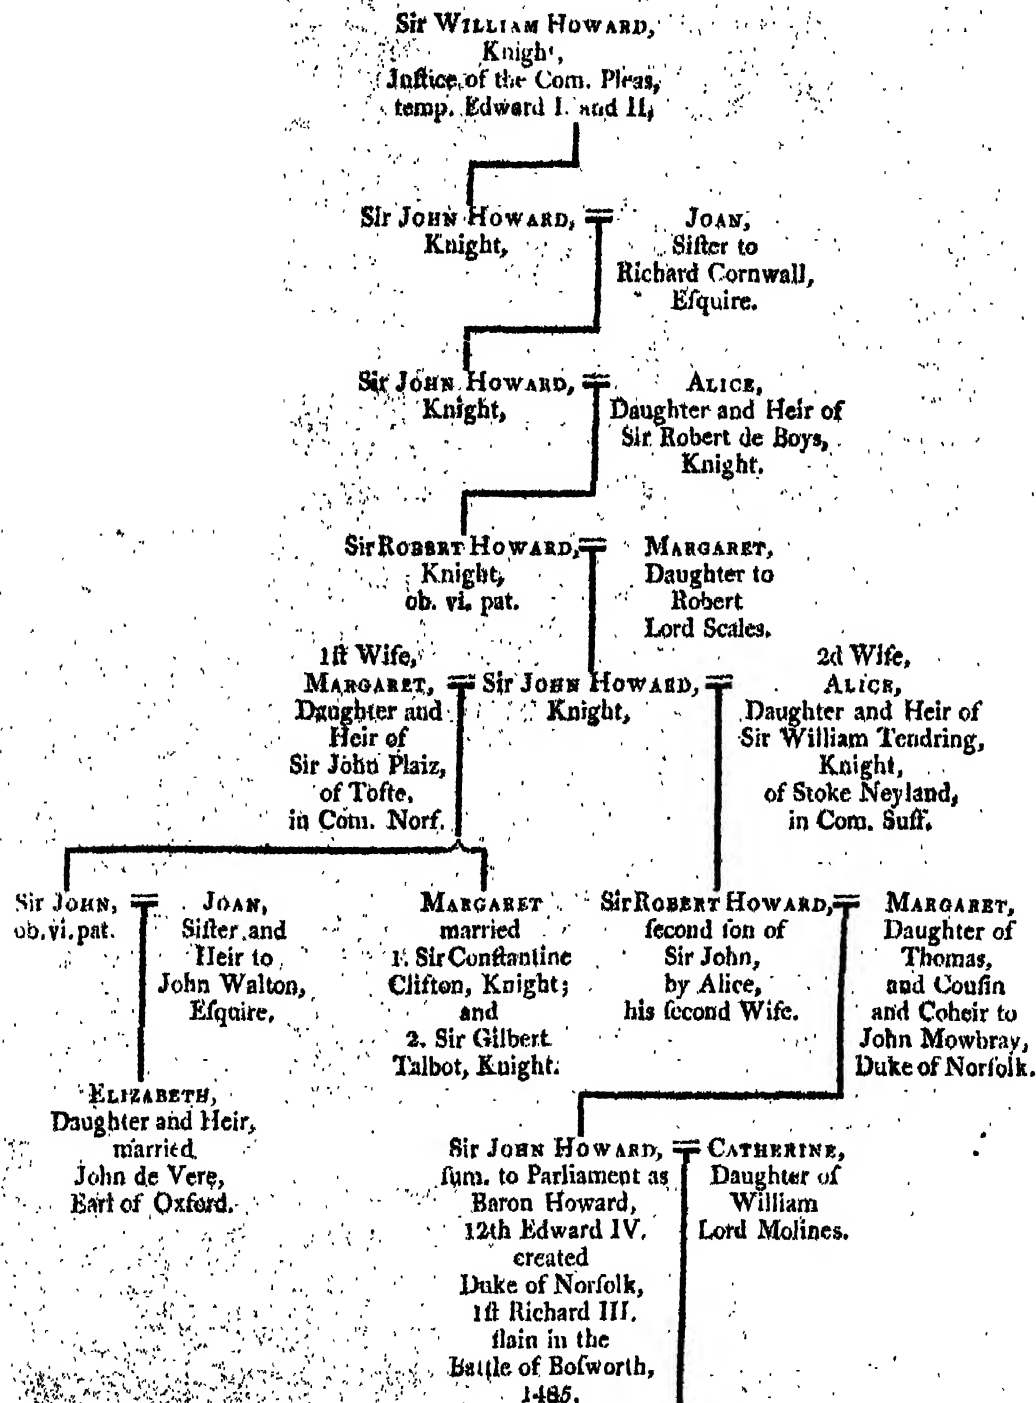 Sir WILLIAM HOWARD,
Knight,
Juſtice of the Com. Pleas,
temp. Edward I. and II,
Sir JOHN HOWARD,
Knight,
JOAN,
Siſter to
Richard Cornwall,
Eſquire.
Sir JOHN HOWARD,
Knight,
ALICE,
Daughter and Heir of
Sir Robert de Boys,
Knight.
Sir ROBERT HOWARD,
Knight,
ob. vi. pat.
MARGARET,
Daughter to
Robert
Lord Scales.
1ſt Wife,
MARGARET,
Daughter and
Heir of
Sir John Plaiz,
of Tofte,
in Com. Norf.
Sir JOHN HOWARD,
Knight,
2d Wife,
ALICE,
Daughter and Heir of
Sir William Tendring,
Knight,
of Stoke Neyland,
in Com. Suff.
Sir JOHN,
ob. vi. pat.
JOAN,
Siſter and
Heir to
John Walton,
Eſquire.
MARGARET
married
1. Sir Conſtantine
Clifton, Knight;
and
2. Sir Gilbert
Talbot, Knight.
Sir ROBERT HOWARD,
ſecond ſon of
Sir John,
by Alice,
his ſecond Wife.
MARGARET,
Daughter of
Thomas,
and Couſin
and Coheir to
John Mowbray,
Duke of Norfolk.
ELIZABETH,
Daughter and Heir,
married
John de Vere,
Earl of Oxford.
Sir JOHN HOWARD,
ſum. to Parliament as
Baron Howard,
12th Edward IV.
created
Duke of Norfolk,
1ſt Richard III.
ſlain in the
Battle of Boſworth,
1485.
CATHERINE,
Daughter of
William
Lord Molines.